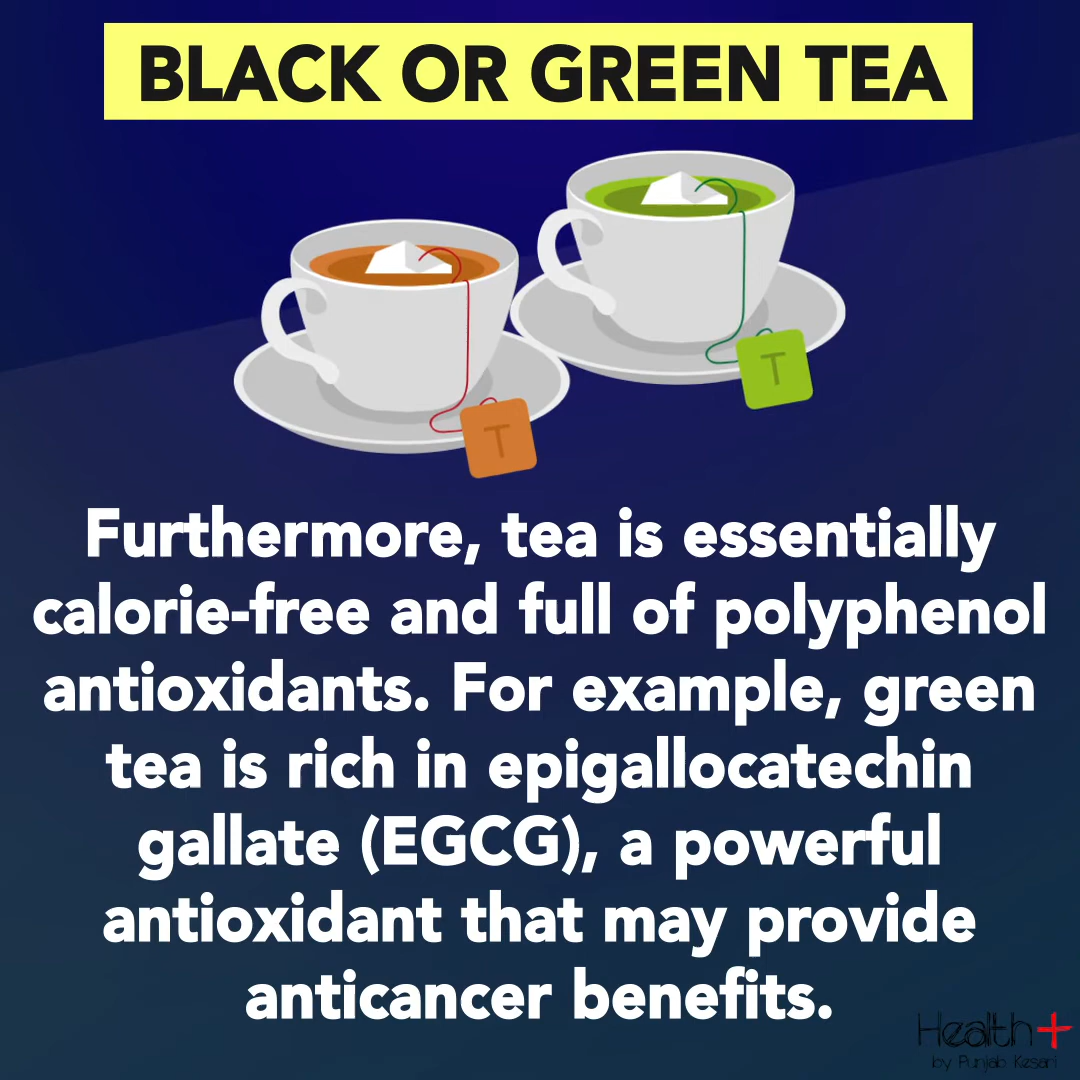 BLACK OR GREEN TEA
T
T
Furthermore, tea is essentially
calorie-free and full of polyphenol
antioxidants. For example, green
tea is rich in epigallocatechin
gallate (EGCG), a powerful
antioxidant that may provide
anticancer benefits.
Health+
by Punjab Kesari